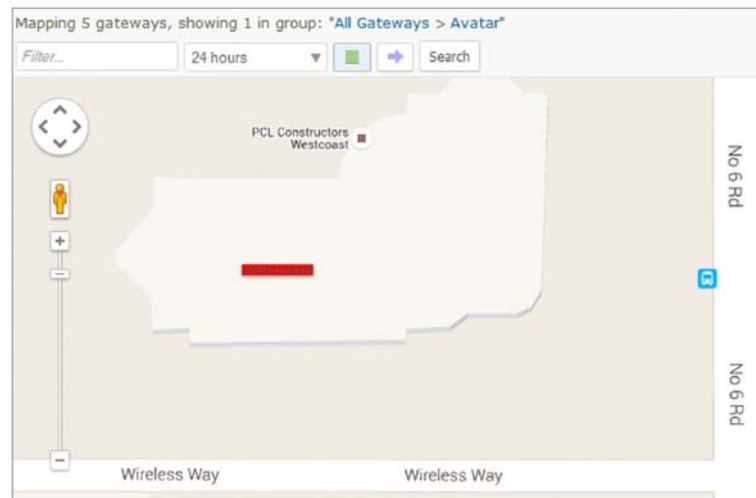 Mapping 5 gateways, showing 1 in group: "All Gateways > Avatar"
Filter...
24 hours
Search
PCL Constructors
Westcoast
No 6 Rd
No 6 Rd
Wireless Way
Wireless Way